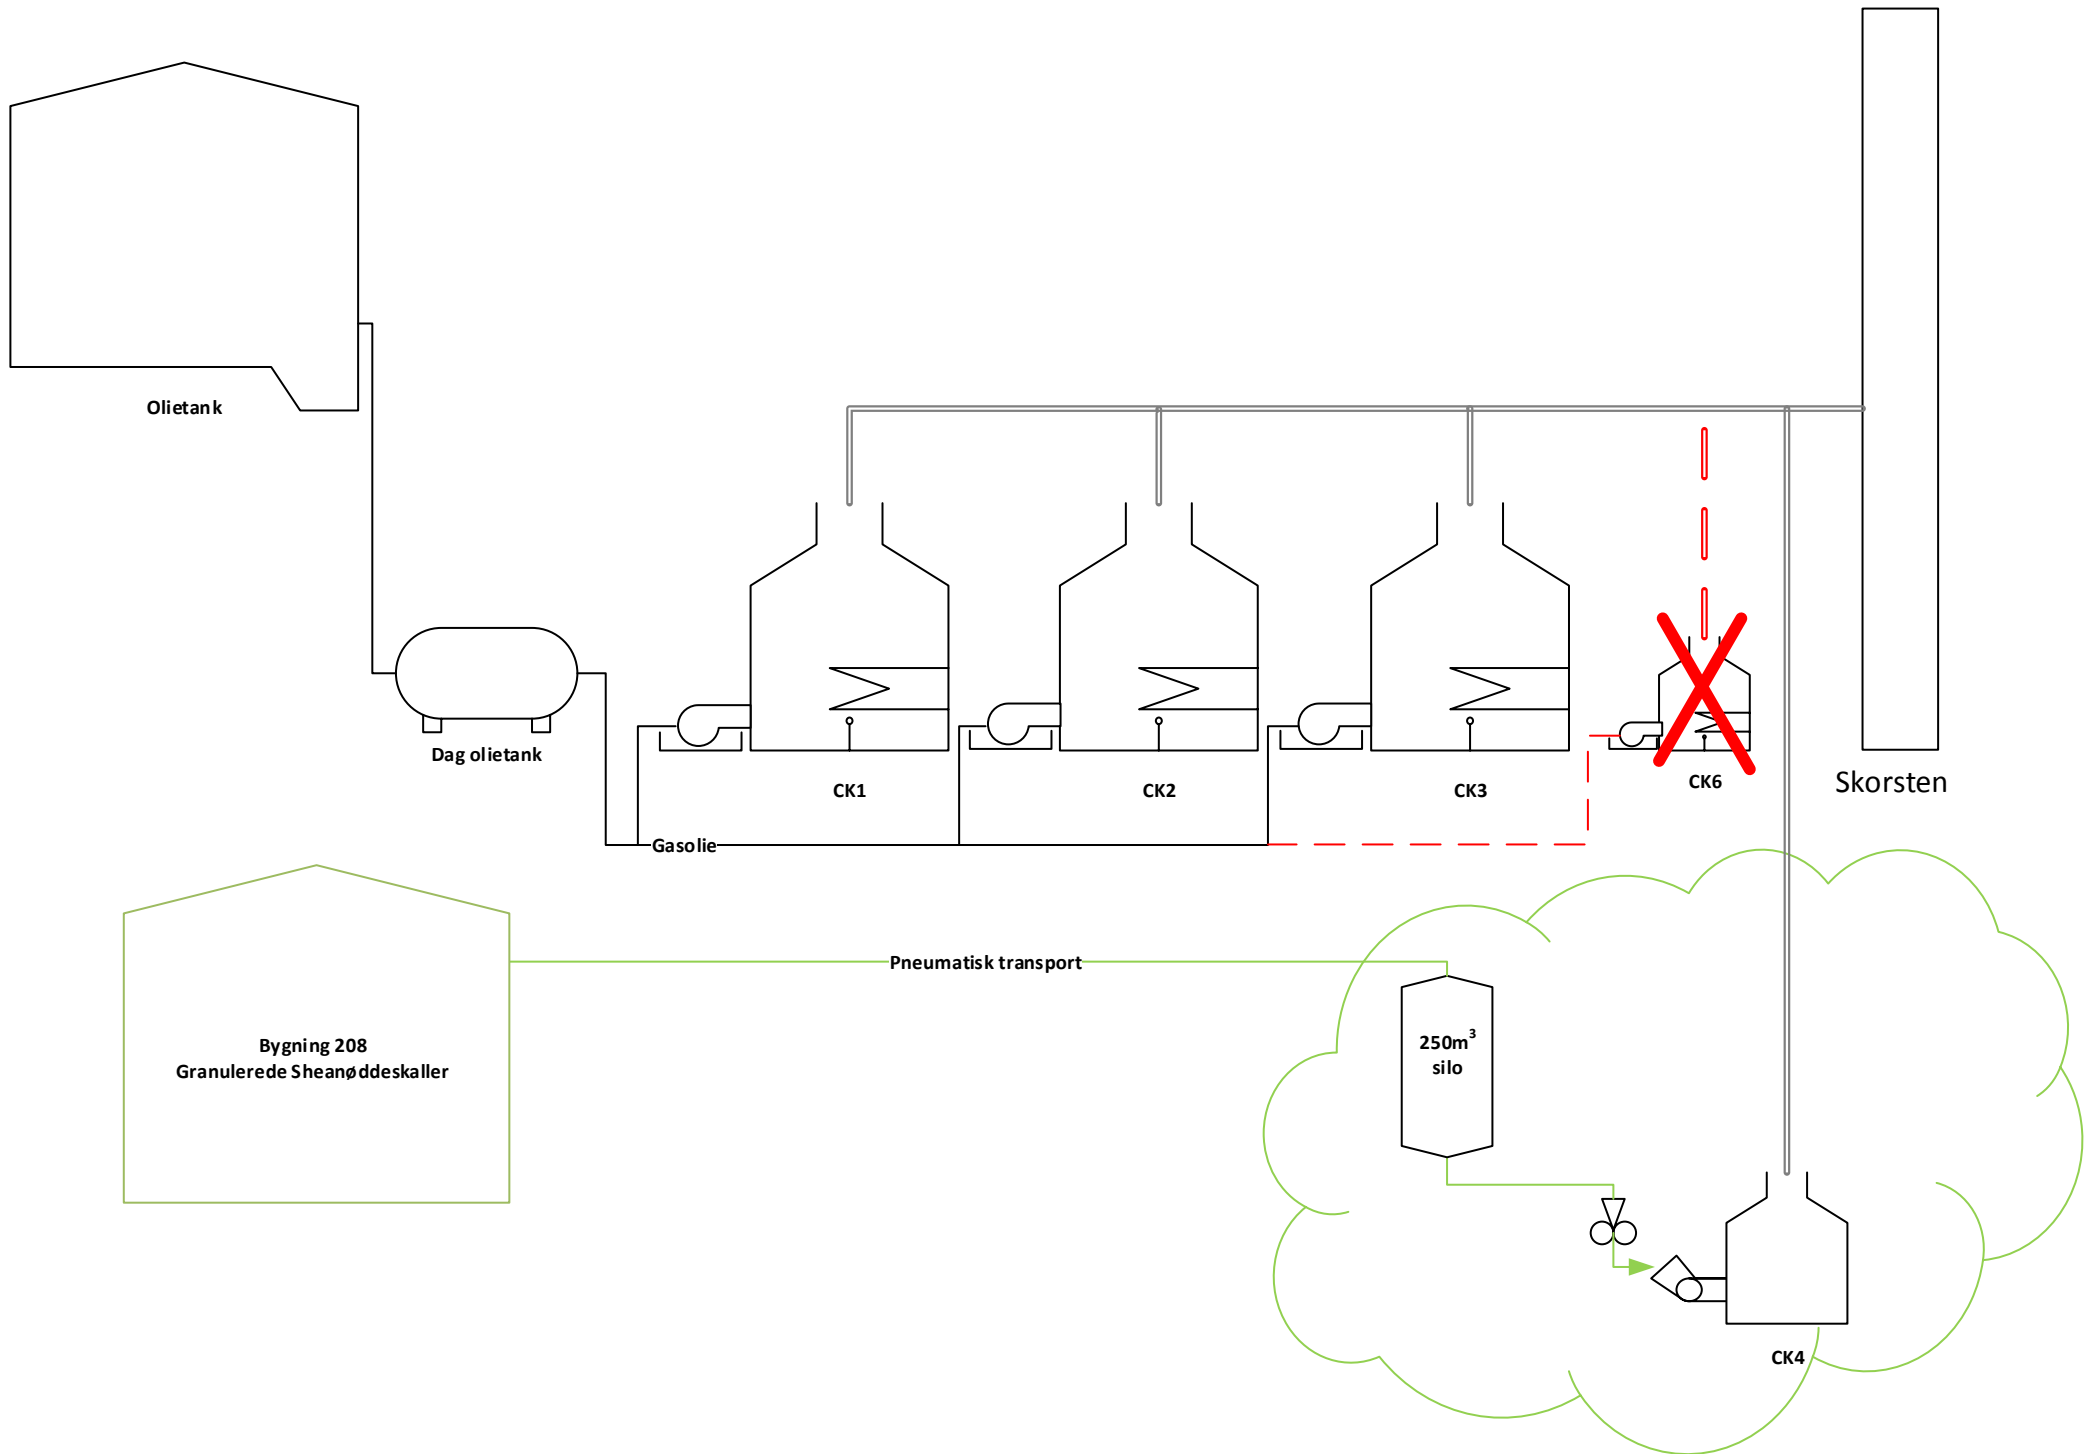 Olietank
Dag olietank
CK1
CK2
CK3
CK6
Skorsten
Gasolie
Pneumatisk transport
Bygning 208
Granulerede Sheanøddeskaller
250m³
silo
CK4